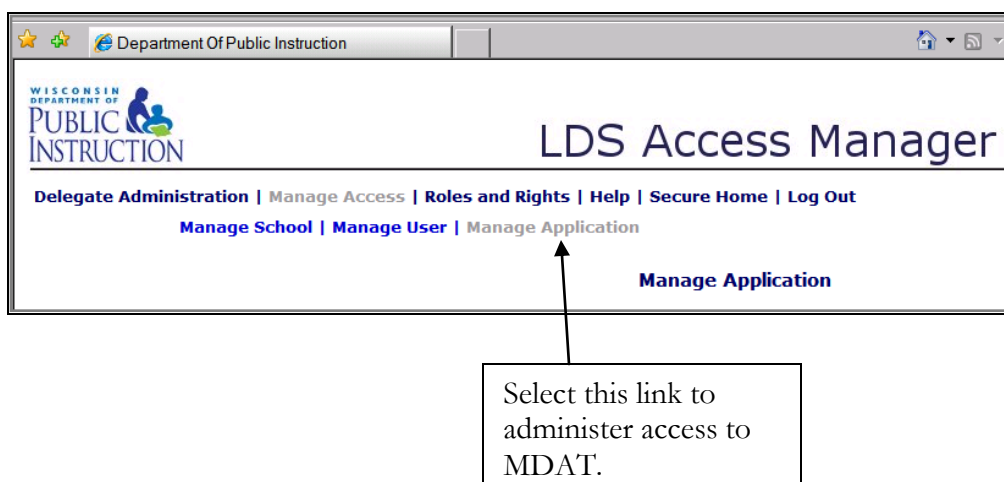 Department Of Public Instruction
WISCONSIN
DEPARTMENT OF
PUBLIC
INSTRUCTION
LDS Access Manager
Delegate Administration | Manage Access | Roles and Rights | Help | Secure Home | Log Out
Manage School | Manage User | Manage Application
Manage Application
Select this link to
administer access to
MDAT.